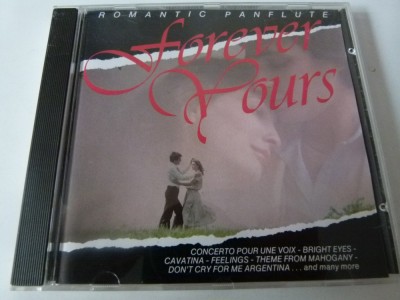 ROMANTIC PANFLUTE
Forever
Yours
CONCERTO POUR UNE VOIX - BRIGHT EYES -
CAVATINA - FEELINGS - THEME FROM MAHOGANY -
DON'T CRY FOR ME ARGENTINA . . . and many more